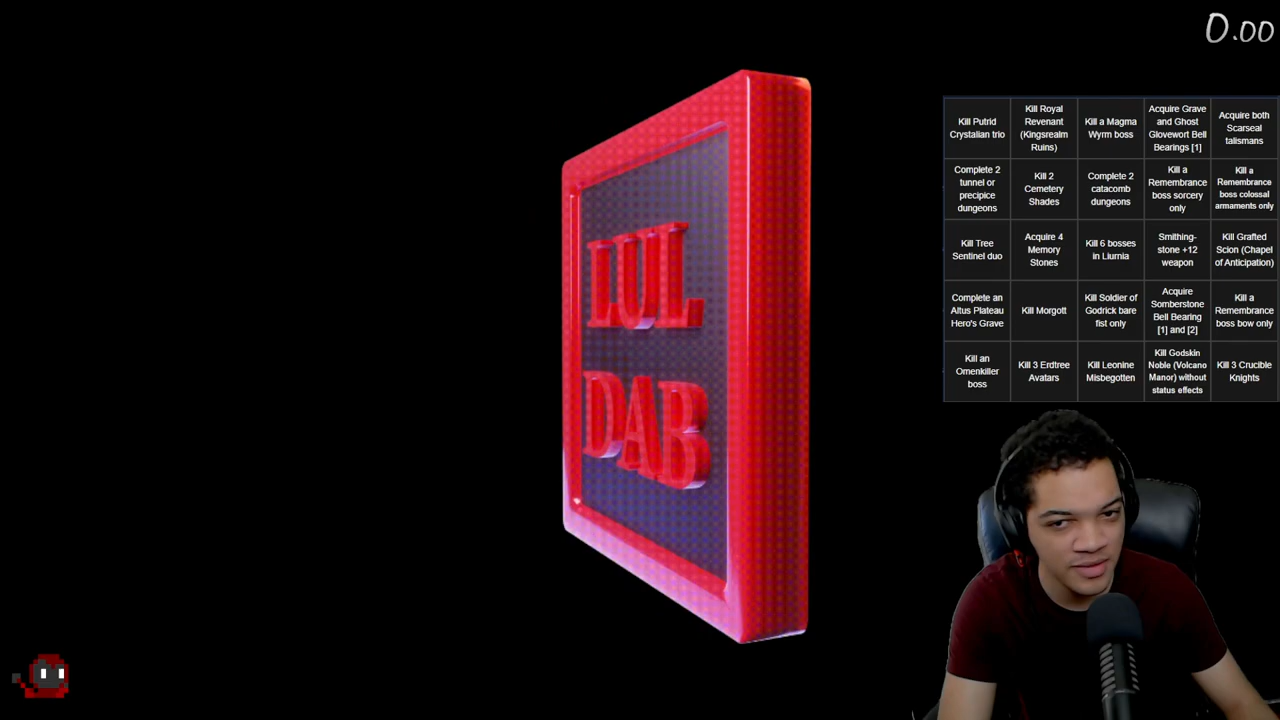 0.00
LUL
DAB
Kill Putrid
Crystalian trio
Kill Royal
Revenant
(Kingsrealm
Ruins)
Kill a Magma
Wyrm boss
Acquire Grave
and Ghost
Glovewort Bell
Bearings [1]
Acquire both
Scarseal
talismans
Complete 2
tunnel or
precipice
dungeons
Kill 2
Cemetery
Shades
Complete 2
catacomb
dungeons
Kill a
Remembrance
boss sorcery
only
Kill a
Remembrance
boss colossal
armaments only
Kill Tree
Sentinel duo
Acquire 4
Memory
Stones
Kill 6 bosses
in Liurnia
Smithing-
stone +12
weapon
Kill Grafted
Scion (Chapel
of Anticipation)
Complete an
Altus Plateau
Hero's Grave
Kill Morgott
Kill Soldier of
Godrick bare
fist only
Acquire
Somberstone
Bell Bearing
[1] and [2]
Kill a
Remembrance
boss bow only
Kill an
Omenkiller
boss
Kill 3 Erdtree
Avatars
Kill Leonine
Misbegotten
Kill Godskin
Noble (Volcano
Manor) without
status effects
Kill 3 Crucible
Knights